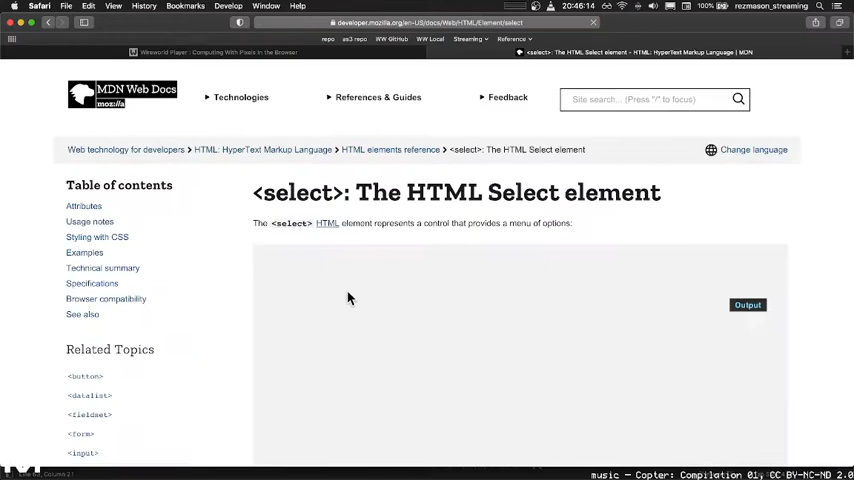 Safari File Edit View History Bookmarks Window Help 100% 20:46:14 rezmason_streaming
developer.mozilla.org/en-US/docs/Web/HTML/Element/select
repo as3 repo WW GitHub WW Local Streaming Reference
Wireworld Player : Computing With Pixels In the Browser
<select>: The HTML Select element - HTML: HyperText Markup Language | MDN
MDN Web Docs
moz://a
Technologies References & Guides Feedback Site search... (Press "/" to focus)
Web technology for developers HTML: HyperText Markup Language HTML elements reference <select>: The HTML Select element Change language
Table of contents
Attributes
Usage notes
Styling with CSS
Examples
Technical summary
Specifications
Browser compatibility
See also
Related Topics
<button>
<datalist>
<fieldset>
<form>
<input>
<select>: The HTML Select element
The <select> HTML element represents a control that provides a menu of options:
Output
Column 21
music — Copter: Compilation 01, CC BY-NC-ND 2.0